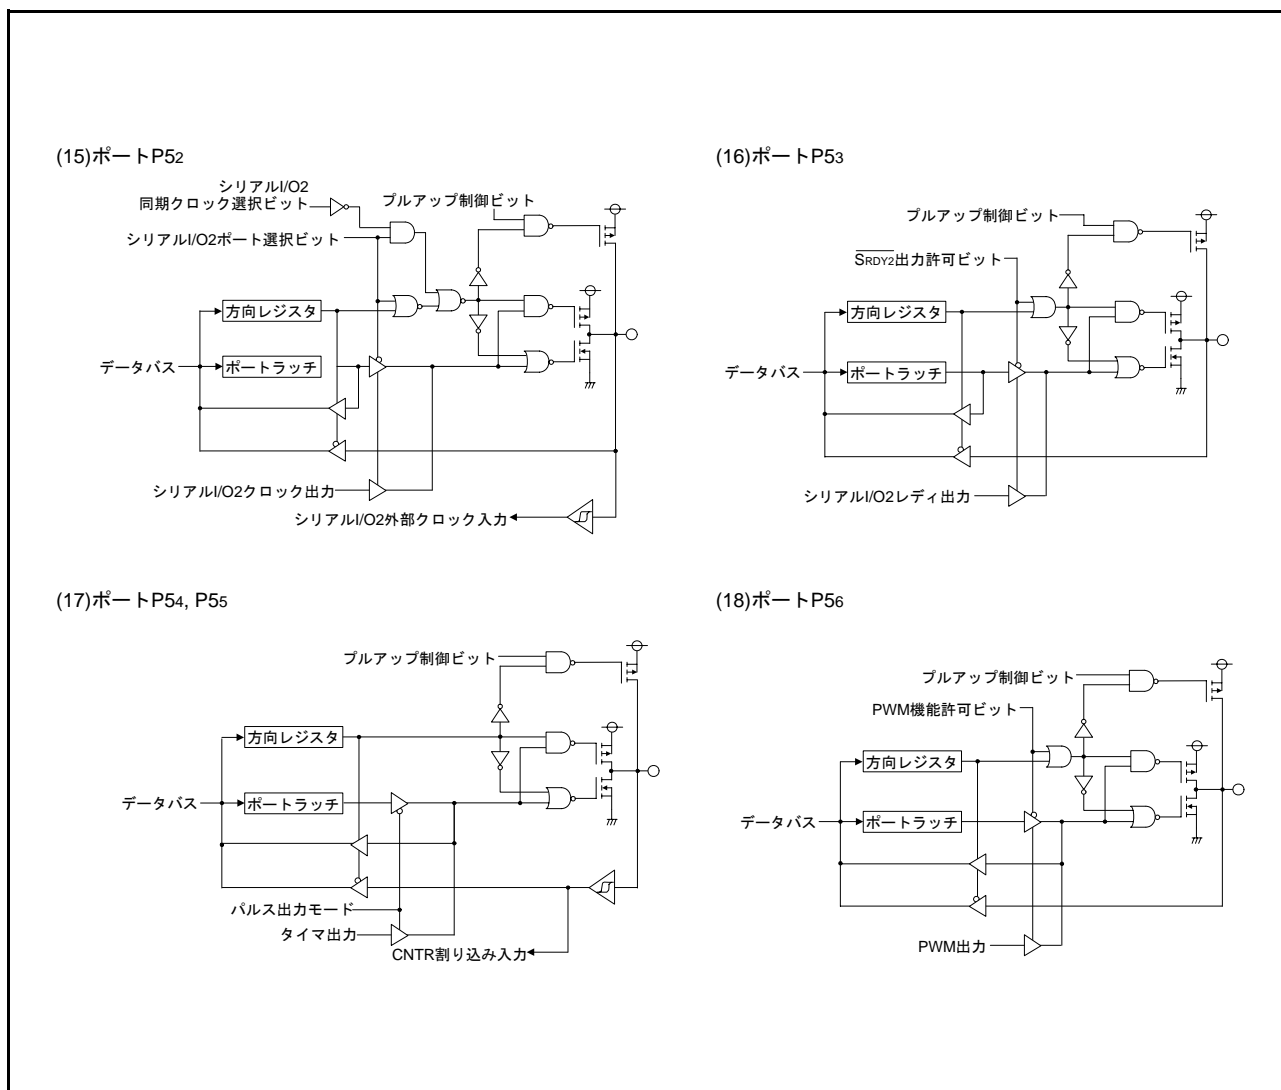 (15)ポートP52
シリアルI/O2
同期クロック選択ビット
プルアップ制御ビット
シリアルI/O2ポート選択ビット
方向レジスタ
データバス
ポートラッチ
シリアルI/O2クロック出力
シリアルI/O2外部クロック入力
(16)ポートP53
プルアップ制御ビット
SRDY2出力許可ビット
方向レジスタ
データバス
ポートラッチ
シリアルI/O2レディ出力
(17)ポートP54, P55
プルアップ制御ビット
方向レジスタ
データバス
ポートラッチ
パルス出力モード
タイマ出力
CNTR割り込み入力
(18)ポートP56
プルアップ制御ビット
PWM機能許可ビット
方向レジスタ
データバス
ポートラッチ
PWM出力